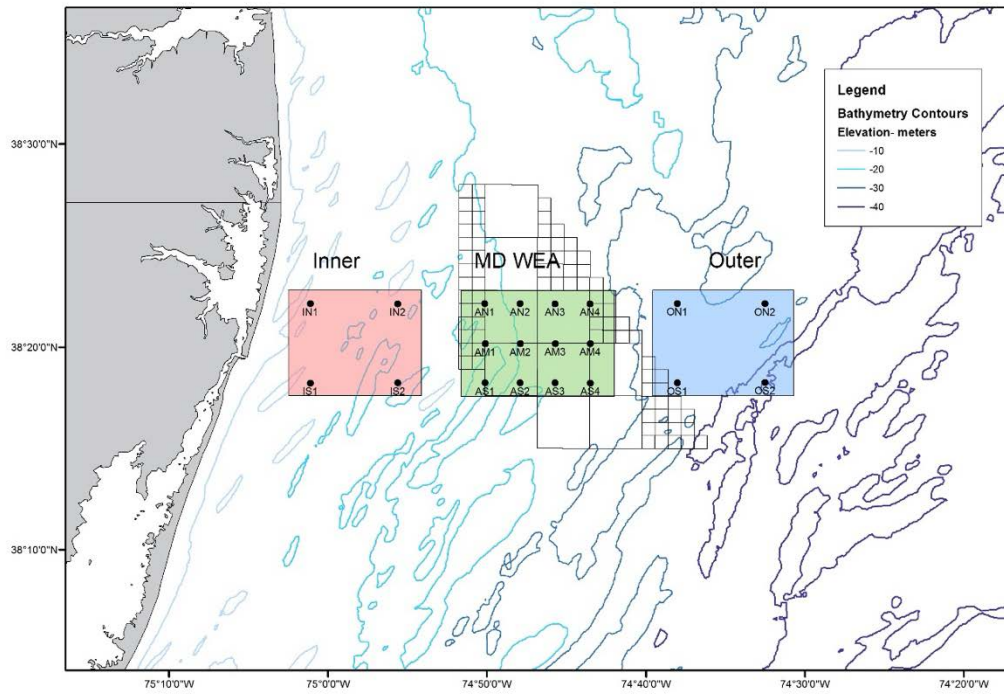 Legend
Bathymetry Contours
Elevation- meters
-10
-20
-30
-40
38°30'0"N
38°20'0"N
38°10'0"N
Inner
MD WEA
Outer
IN1
IN2
AN1
AN2
AN3
AN4
ON1
ON2
AM1
AM2
AM3
AM4
IS1
IS2
AS1
AS2
AS3
AS4
OS1
OS2
75°10'0"W
75°0'0"W
74°50'0"W
74°40'0"W
74°30'0"W
74°20'0"W